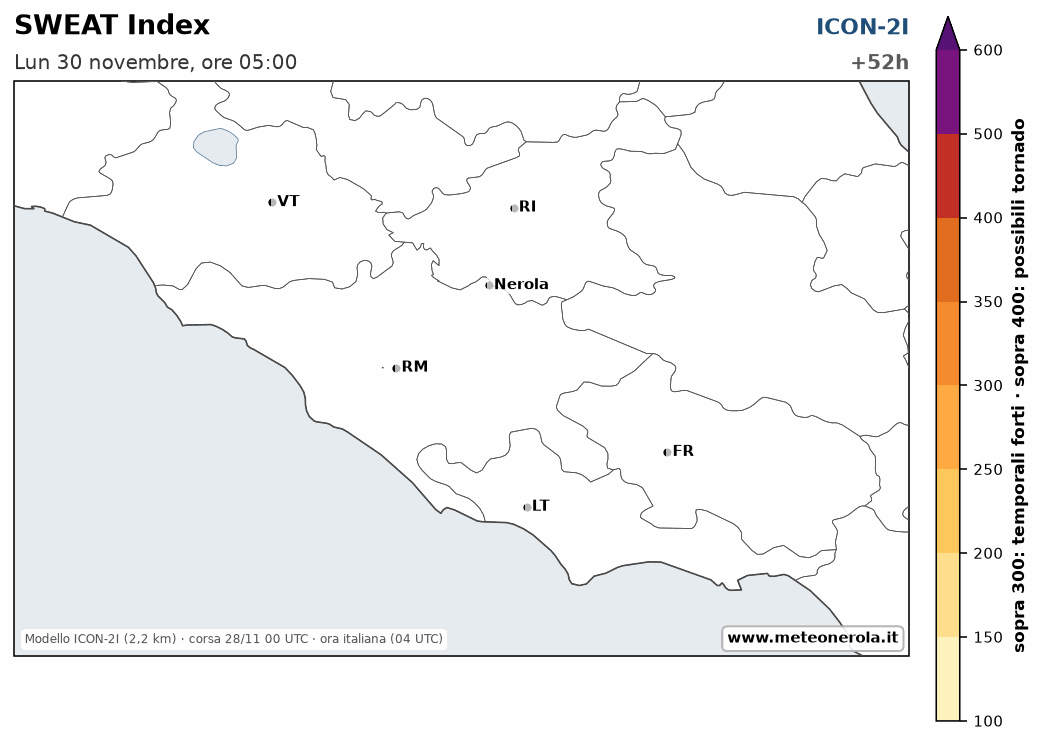 SWEAT Index
ICON-2I
Lun 30 novembre, ore 05:00
+52h
VT
RI
Nerola
RM
FR
LT
Modello ICON-2I (2,2 km) · corsa 28/11 00 UTC · ora italiana (04 UTC)
www.meteonerola.it
600
500
400
350
300
250
200
150
100
sopra 300: temporali forti · sopra 400: possibili tornado